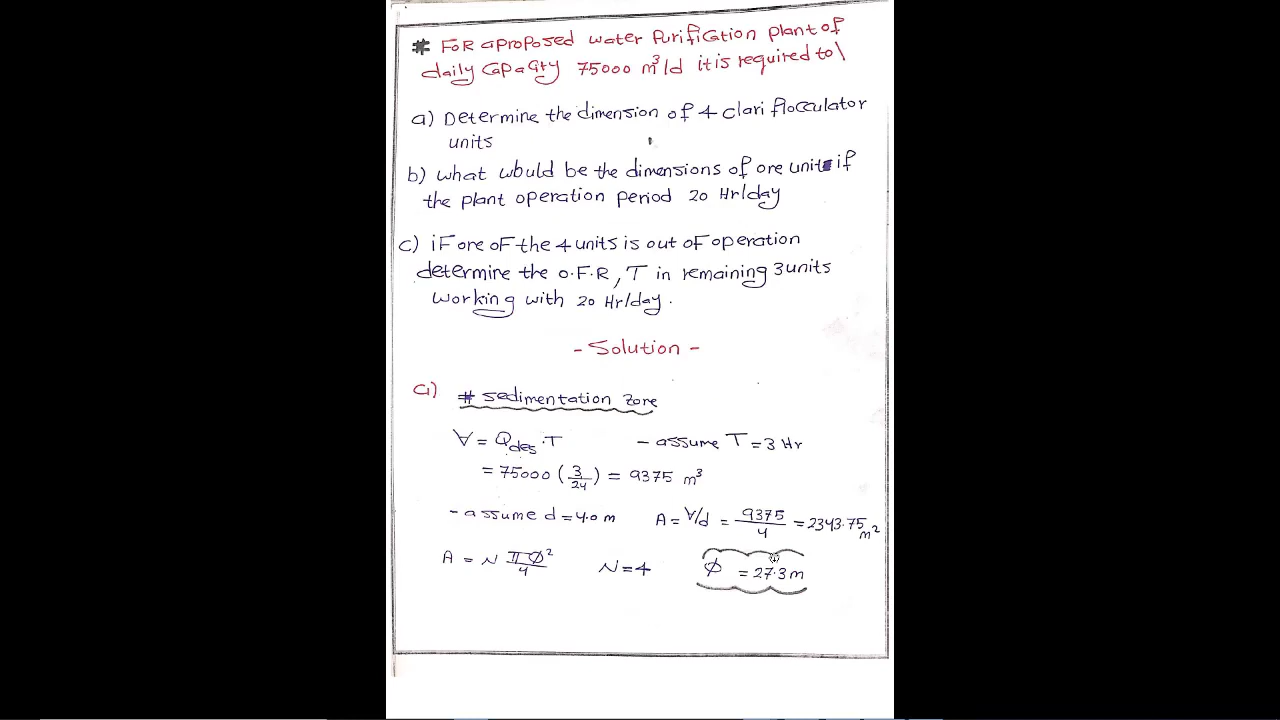 # FOR a proposed water Purification plant of
daily capacity 75000 m³/d it is required to\
a) Determine the dimension of 4 clari flocculator
units
b) what would be the dimensions of one units if
the plant operation period 20 Hr/day
c) if one of the 4 units is out of operation
determine the O.F.R, T in remaining 3 units
working with 20 Hr/day.
- Solution -
a) # sedimentation zone
∀ = Qdes . T - assume T = 3 Hr
= 75000 (3/24) = 9375 m³
- assume d = 4.0 m A = ∀/d = 9375/4 = 2343.75 m²
A = N π Φ²/4 N = 4 Φ = 27.3 m